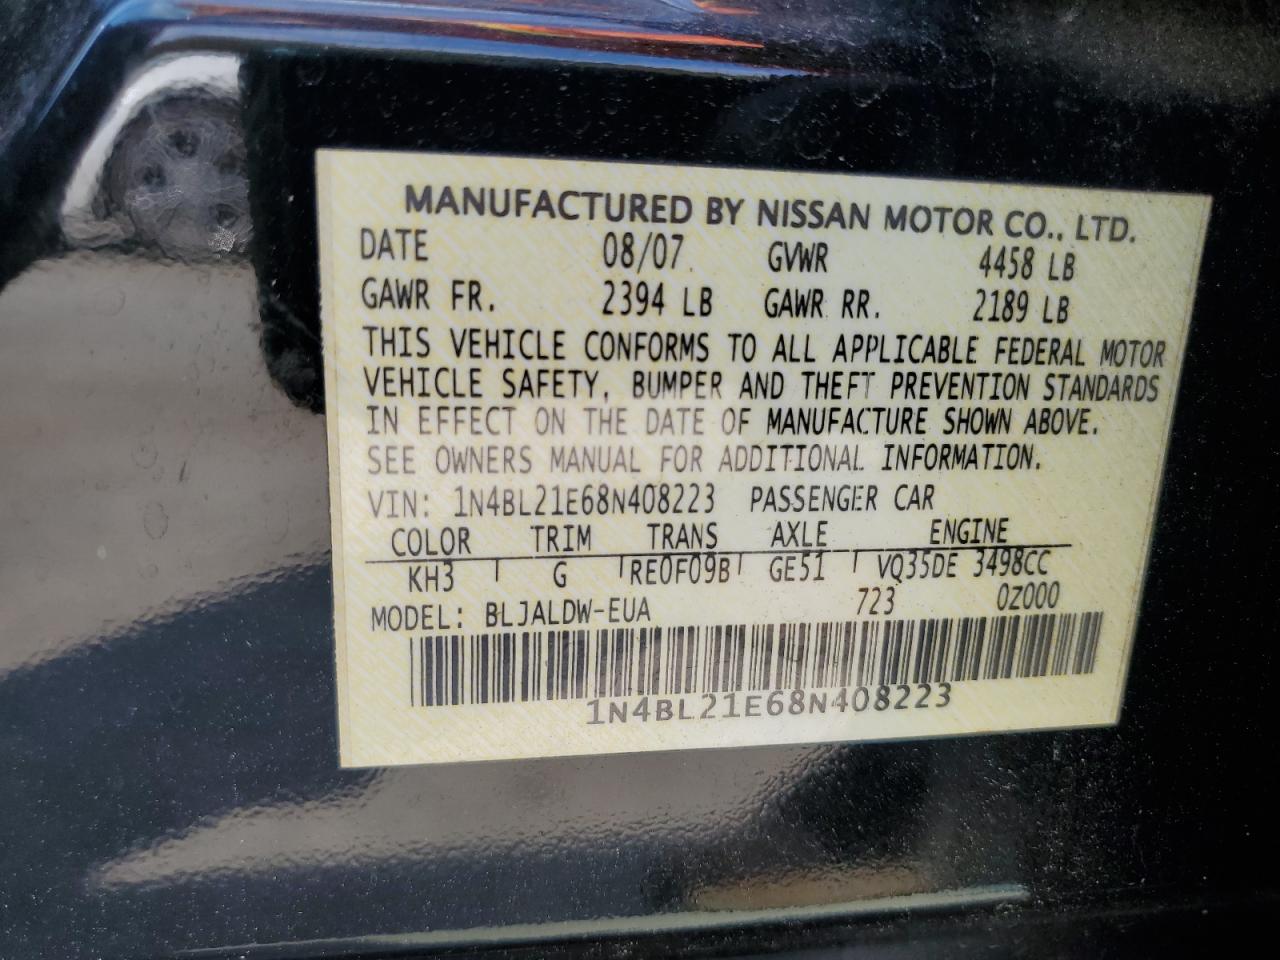 MANUFACTURED BY NISSAN MOTOR CO., LTD.
DATE 08/07 GVWR 4458 LB
GAWR FR. 2394 LB GAWR RR. 2189 LB
THIS VEHICLE CONFORMS TO ALL APPLICABLE FEDERAL MOTOR
VEHICLE SAFETY, BUMPER AND THEFT PREVENTION STANDARDS
IN EFFECT ON THE DATE OF MANUFACTURE SHOWN ABOVE.
SEE OWNERS MANUAL FOR ADDITIONAL INFORMATION.
VIN: 1N4BL21E68N408223 PASSENGER CAR
COLOR TRIM TRANS AXLE ENGINE
KH3 G RE0F09B GE51 VQ35DE 3498CC
MODEL: BLJALDW-EUA 723 0Z000
1N4BL21E68N408223